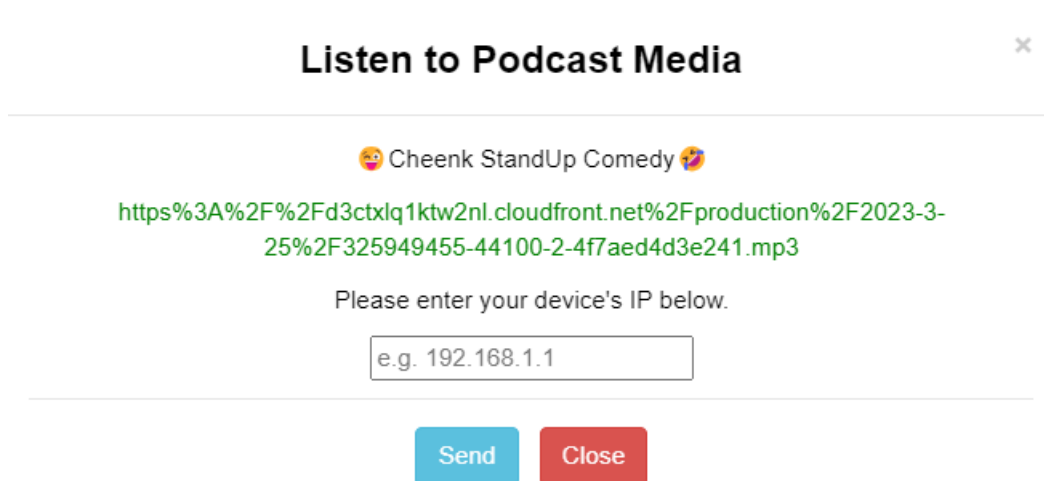 Listen to Podcast Media
×
😜Cheenk StandUp Comedy🤣
https%3A%2F%2Fd3ctxlq1ktw2nl.cloudfront.net%2Fproduction%2F2023-3-
25%2F325949455-44100-2-4f7aed4d3e241.mp3
Please enter your device's IP below.
e.g. 192.168.1.1
Send Close